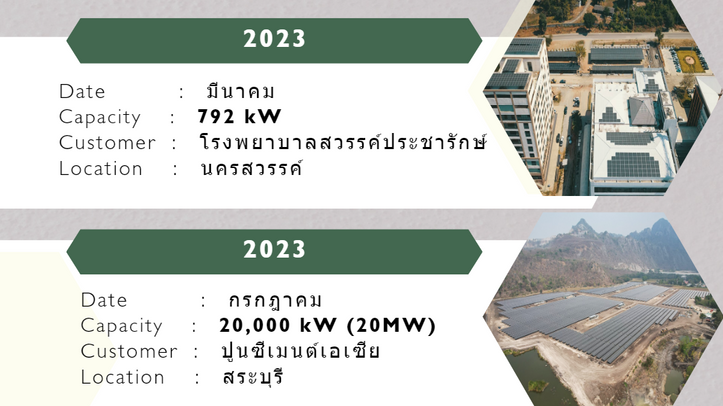 2023
Date : มีนาคม
Capacity : 792 kW
Customer : โรงพยาบาลสวรรค์ประชารักษ์
Location : นครสวรรค์
2023
Date : กรกฎาคม
Capacity : 20,000 kW (20MW)
Customer : ปูนซีเมนต์เอเซีย
Location : สระบุรี